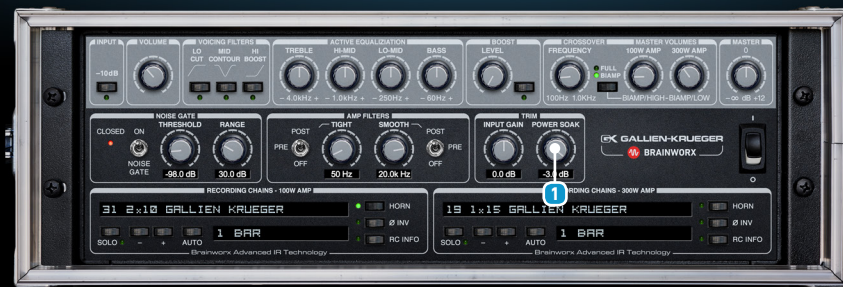 INPUT VOLUME VOICING FILTERS ACTIVE EQUALIZIATION BOOST CROSSOVER MASTER VOLUMES MASTER
LO CUT MID CONTOUR HI BOOST TREBLE HI-MID LO-MID BASS LEVEL FREQUENCY 100W AMP 300W AMP 0
-10dB
FULL
BIAMP
- 4.0kHz + - 1.0kHz + - 250Hz + - 60Hz + 100Hz 1.0KHz BIAMP/HIGH BIAMP/LOW -∞ dB +12
NOISE GATE AMP FILTERS TRIM
CLOSED ON THRESHOLD RANGE POST TIGHT SMOOTH POST INPUT GAIN POWER SOAK
PRE PRE
NOISE GATE OFF OFF
-98.0 dB 30.0 dB 50 Hz 20.0k Hz 0.0 dB -3.0 dB
GK GALLIEN-KRUEGER
BRAINWORX
I
O
1
RECORDING CHAINS - 100W AMP RECORDING CHAINS - 300W AMP
31 2x10 GALLIEN KRUEGER HORN 19 1x15 GALLIEN KRUEGER HORN
Ø INV Ø INV
1 BAR 1 BAR
SOLO - + AUTO RC INFO SOLO - + AUTO RC INFO
Brainworx Advanced IR Technology Brainworx Advanced IR Technology